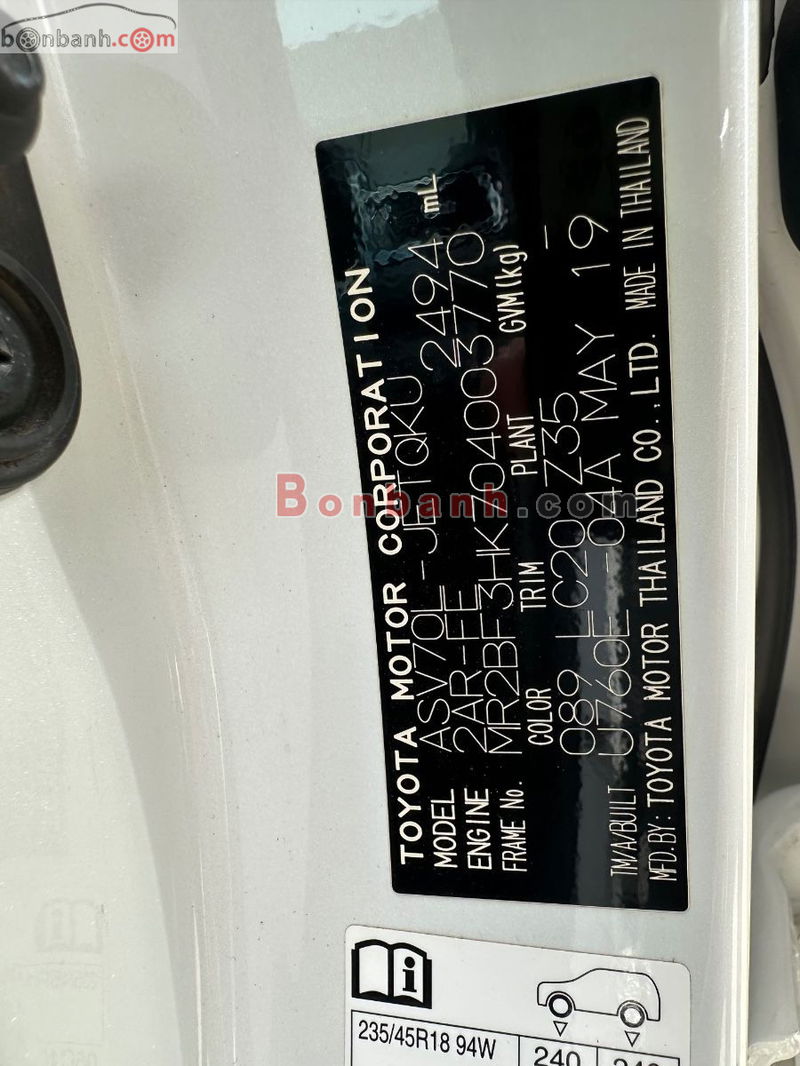 bonbanh.com
TOYOTA MOTOR CORPORATION
MODEL ASV70L-JETQKU
ENGINE 2AR-FE 2494 mL
FRAME No. MR2BF3HK704003770
COLOR TRIM PLANT GVM(kg)
089 LC20 Z35 -
TM/A/BUILT U760E -04A MAY 19
MFD.BY: TOYOTA MOTOR THAILAND CO.,LTD. MADE IN THAILAND
Bonbanh.com
235/45R18 94W
240